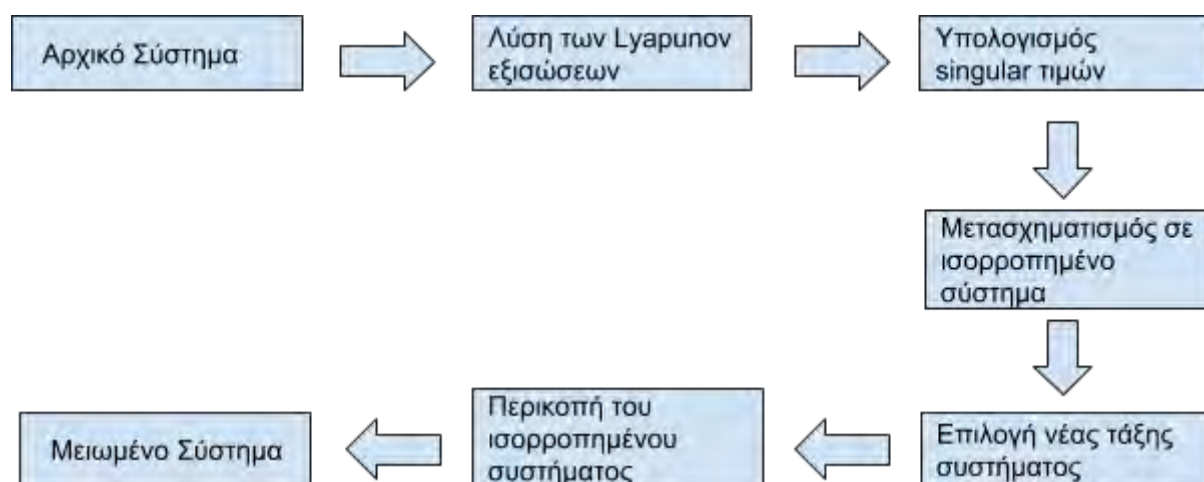 Αρχικό Σύστημα
Λύση των Lyapunov
εξισώσεων
Υπολογισμός
singular τιμών
Μετασχηματισμός σε
ισορροπημένο
σύστημα
Επιλογή νέας τάξης
συστήματος
Περικοπή του
ισορροπημένου
συστήματος
Μειωμένο Σύστημα